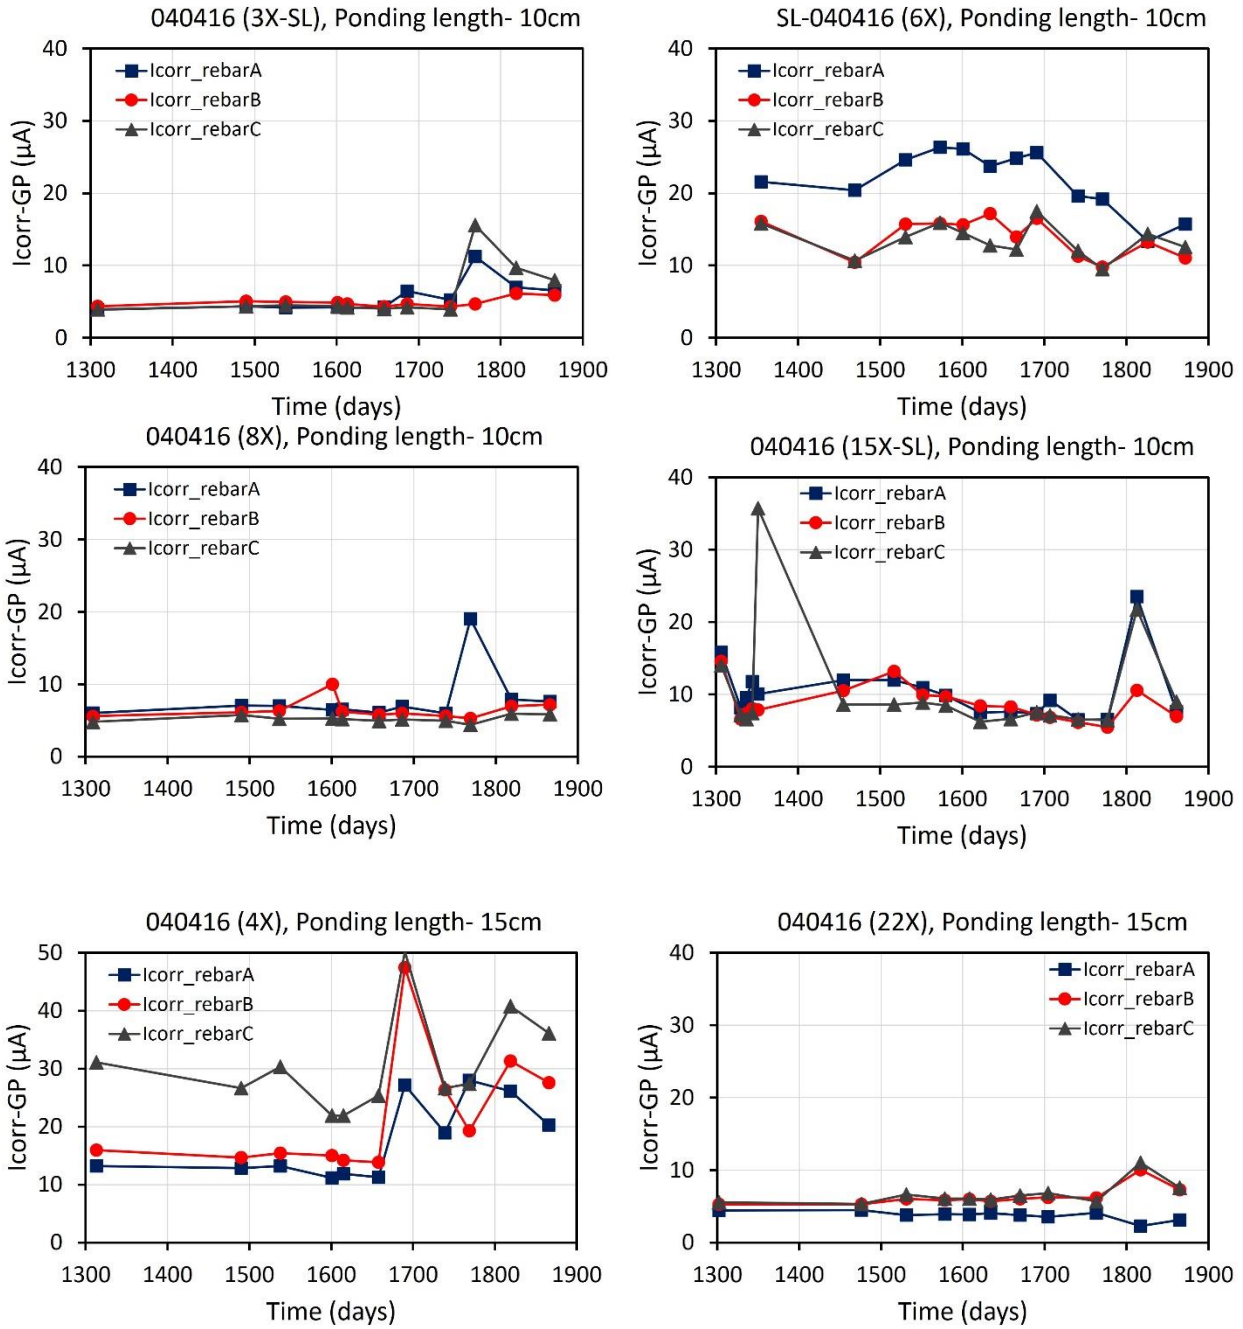 040416 (3X-SL), Ponding length- 10cm
40
30
20
10
0
Icorr-GP (µA)
Icorr_rebarA
Icorr_rebarB
Icorr_rebarC
1300 1400 1500 1600 1700 1800 1900
Time (days)
SL-040416 (6X), Ponding length- 10cm
40
30
20
10
0
Icorr-GP (µA)
Icorr_rebarA
Icorr_rebarB
Icorr_rebarC
1300 1400 1500 1600 1700 1800 1900
Time (days)
040416 (8X), Ponding length- 10cm
40
30
20
10
0
Icorr-GP (µA)
Icorr_rebarA
Icorr_rebarB
Icorr_rebarC
1300 1400 1500 1600 1700 1800 1900
Time (days)
040416 (15X-SL), Ponding length- 10cm
40
30
20
10
0
Icorr-GP (µA)
Icorr_rebarA
Icorr_rebarB
Icorr_rebarC
1300 1400 1500 1600 1700 1800 1900
Time (days)
040416 (4X), Ponding length- 15cm
50
40
30
20
10
0
Icorr-GP (µA)
Icorr_rebarA
Icorr_rebarB
Icorr_rebarC
1300 1400 1500 1600 1700 1800 1900
Time (days)
040416 (22X), Ponding length- 15cm
40
30
20
10
0
Icorr-GP (µA)
Icorr_rebarA
Icorr_rebarB
Icorr_rebarC
1300 1400 1500 1600 1700 1800 1900
Time (days)